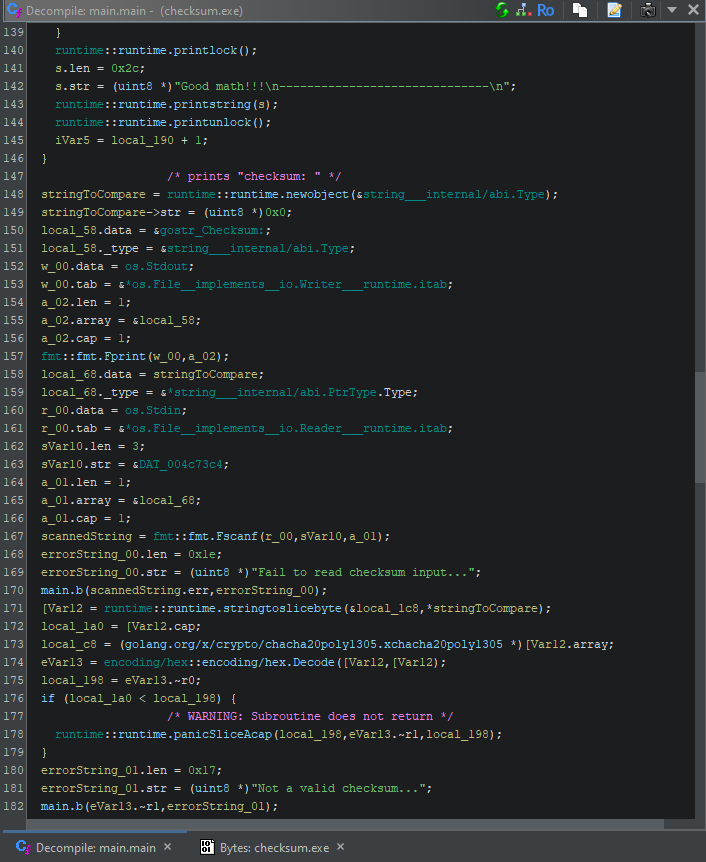 Decompile: main.main - (checksum.exe)
Ro
139 }
140 runtime::runtime.printlock();
141 s.len = 0x2c;
142 s.str = (uint8 *)"Good math!!!\n------------------------------\n";
143 runtime::runtime.printstring(s);
144 runtime::runtime.printunlock();
145 iVar5 = local_190 + 1;
146 }
147 /* prints "checksum: " */
148 stringToCompare = runtime::runtime.newobject(&string___internal/abi.Type);
149 stringToCompare->str = (uint8 *)0x0;
150 local_58.data = &gostr_Checksum:;
151 local_58._type = &string___internal/abi.Type;
152 w_00.data = os.Stdout;
153 w_00.tab = &*os.File__implements__io.Writer___runtime.itab;
154 a_02.len = 1;
155 a_02.array = &local_58;
156 a_02.cap = 1;
157 fmt::fmt.Fprint(w_00,a_02);
158 local_68.data = stringToCompare;
159 local_68._type = &*string___internal/abi.PtrType.Type;
160 r_00.data = os.Stdin;
161 r_00.tab = &*os.File__implements__io.Reader___runtime.itab;
162 sVar10.len = 3;
163 sVar10.str = &DAT_004c73c4;
164 a_01.len = 1;
165 a_01.array = &local_68;
166 a_01.cap = 1;
167 scannedString = fmt::fmt.Fscanf(r_00,sVar10,a_01);
168 errorString_00.len = 0x1e;
169 errorString_00.str = (uint8 *)"Fail to read checksum input...";
170 main.b(scannedString.err,errorString_00);
171 [Var12 = runtime::runtime.stringtoslicebyte(&local_1c8,*stringToCompare);
172 local_1a0 = [Var12.cap;
173 local_c8 = (golang.org/x/crypto/chacha20poly1305.xchacha20poly1305 *)[Var12.array;
174 eVar13 = encoding/hex::encoding/hex.Decode([Var12,[Var12);
175 local_198 = eVar13.~r0;
176 if (local_1a0 < local_198) {
177 /* WARNING: Subroutine does not return */
178 runtime::runtime.panicSliceAcap(local_198,eVar13.~r1,local_198);
179 }
180 errorString_01.len = 0x17;
181 errorString_01.str = (uint8 *)"Not a valid checksum...";
182 main.b(eVar13.~r1,errorString_01);
Decompile: main.main × Bytes: checksum.exe ×